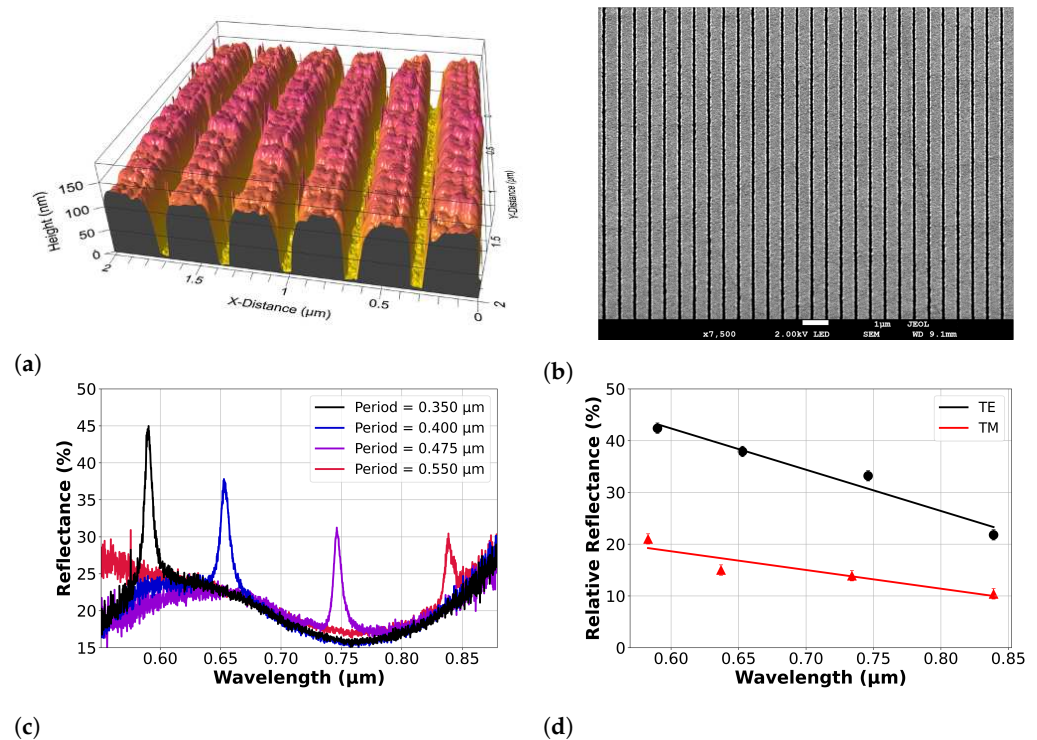 150
100
50
0
Height (nm)
2
1.5
1
0.5
0
X-Distance (μm)
0.5
1
1.5
2
Y-Distance (μm)
x7,500 2.00kV LED SEM 1μm JEOL WD 9.1mm
(a)
(b)
50
45
40
35
30
25
20
15
Reflectance (%)
Period = 0.350 μm
Period = 0.400 μm
Period = 0.475 μm
Period = 0.550 μm
0.60 0.65 0.70 0.75 0.80 0.85
Wavelength (μm)
50
40
30
20
10
0
Relative Reflectance (%)
TE
TM
0.60 0.65 0.70 0.75 0.80 0.85
Wavelength (μm)
(c)
(d)